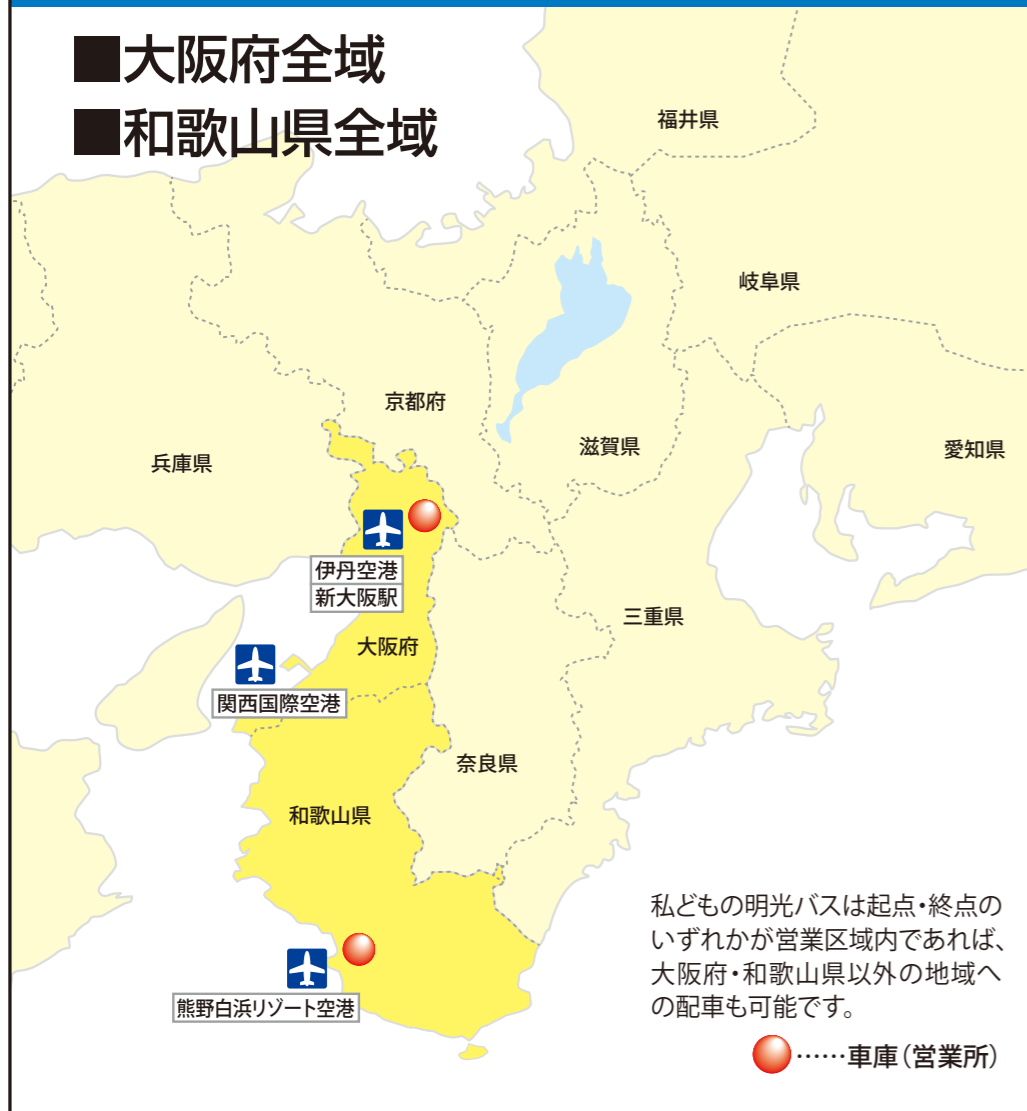 ■大阪府全域
■和歌山県全域
福井県
岐阜県
京都府
滋賀県
愛知県
兵庫県
伊丹空港
新大阪駅
三重県
大阪府
関西国際空港
奈良県
和歌山県
熊野白浜リゾート空港
私どもの明光バスは起点・終点の
いずれかが営業区域内であれば、
大阪府・和歌山県以外の地域へ
の配車も可能です。
……車庫（営業所）